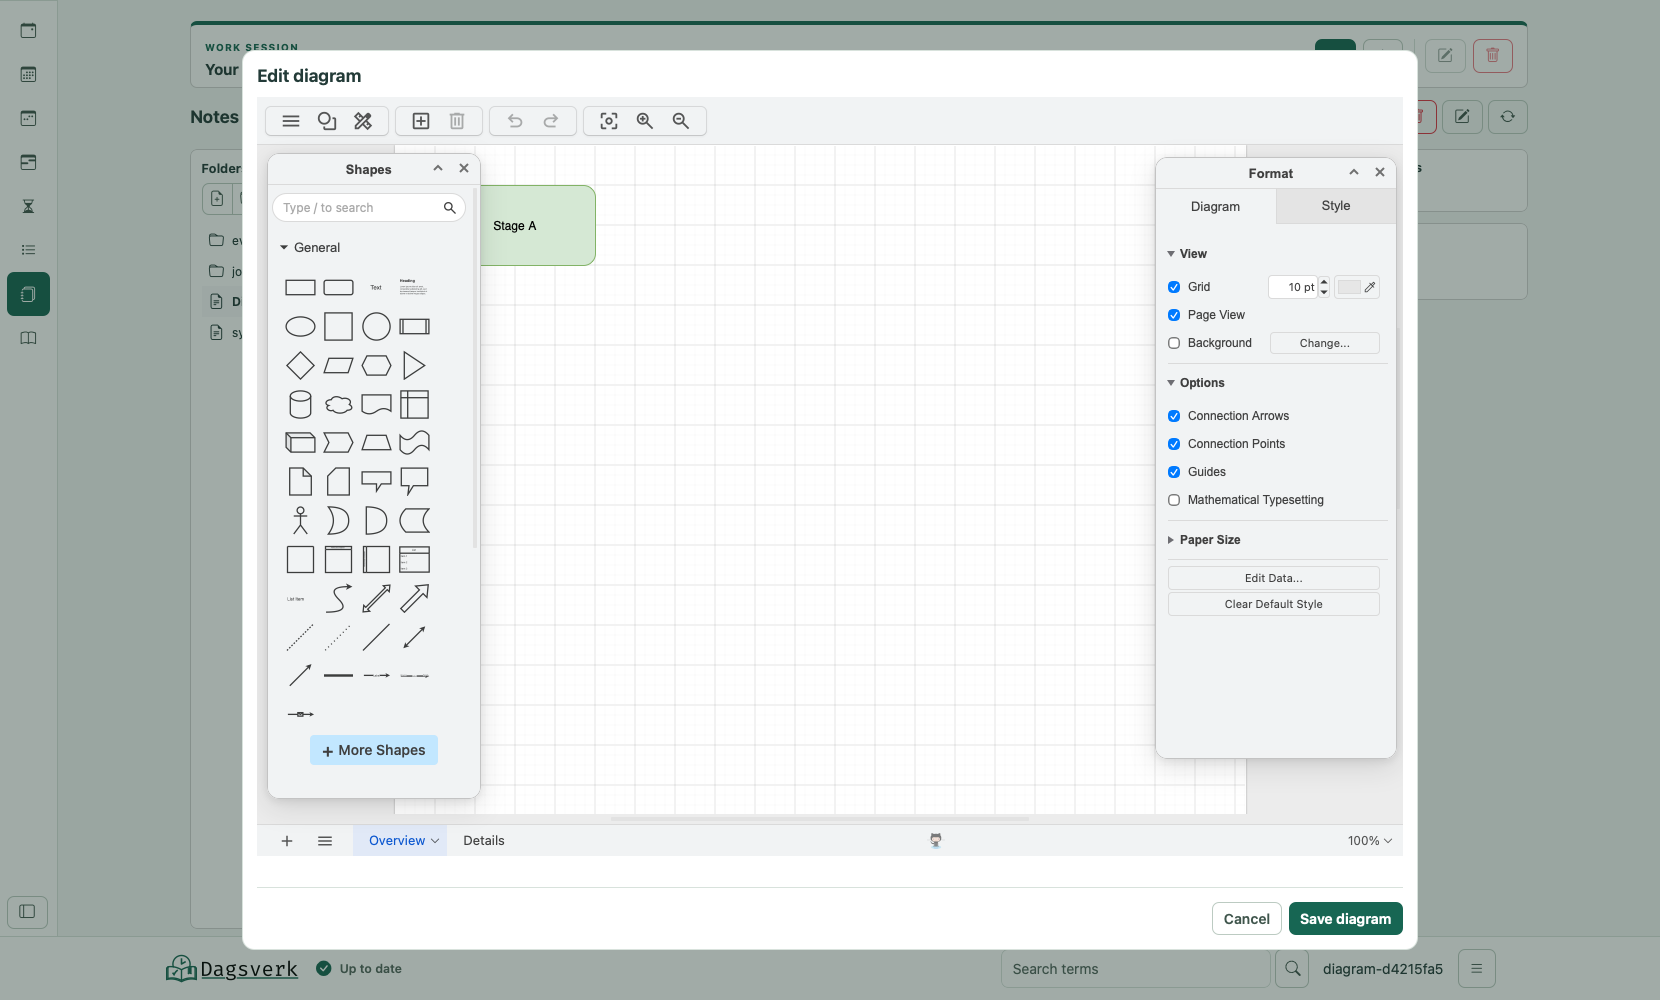 WORK SESSION
Your
Notes
Folder
ev
jo
D
sy
s
Edit diagram
Shapes
Type / to search
General
Text
Heading
List Item
+ More Shapes
Stage A
Format
Diagram
Style
View
Grid
10 pt
Page View
Background
Change...
Options
Connection Arrows
Connection Points
Guides
Mathematical Typesetting
Paper Size
Edit Data...
Clear Default Style
Overview
Details
100%
Cancel
Save diagram
Dagsverk
Up to date
Search terms
diagram-d4215fa5